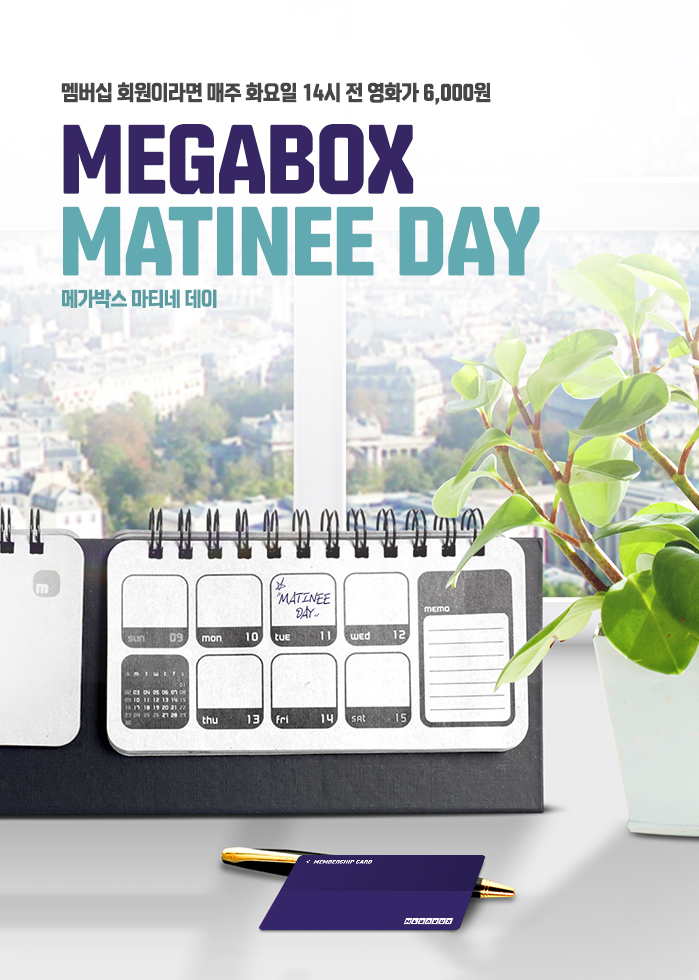 멤버십 회원이라면 매주 화요일 14시 전 영화가 6,000원
MEGABOX
MATINEE DAY
메가박스 마티네 데이
m
sun 09
mon 10
MATINEE
DAY~
tue 11
wed 12
memo
thu 13
fri 14
sat 15
MEMBERSHIP CARD
MEGABOX